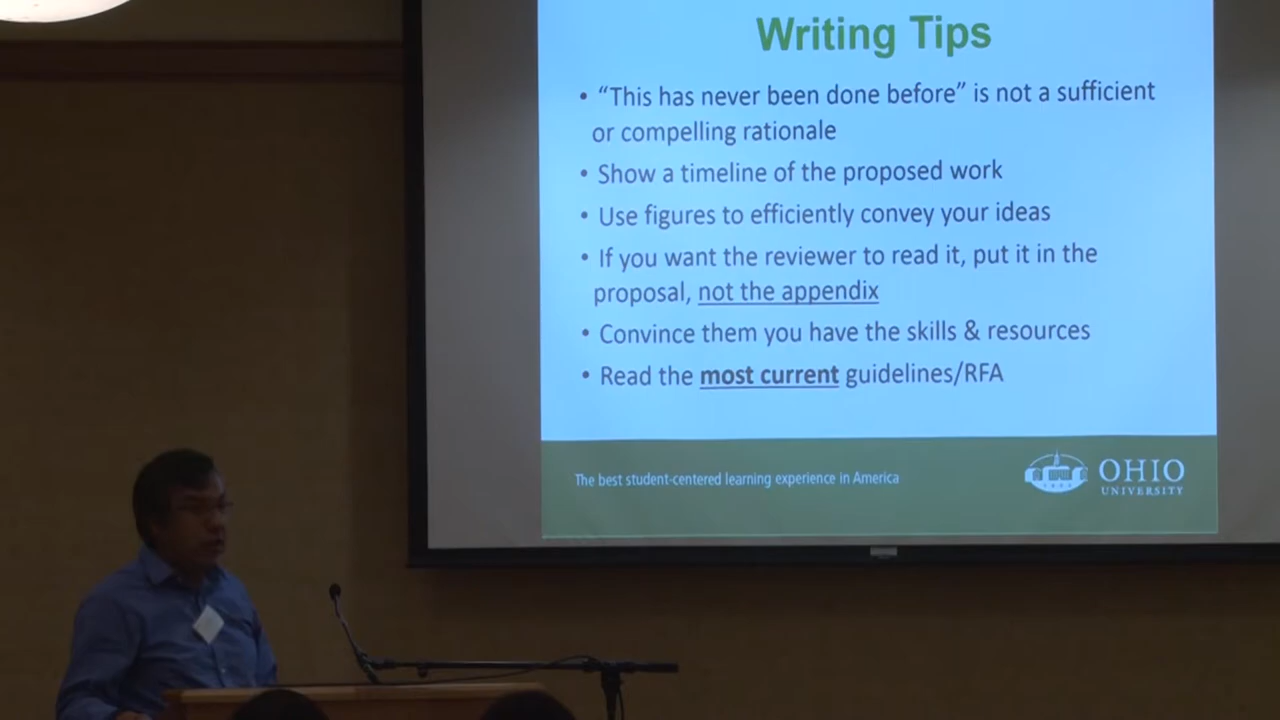 Writing Tips
• “This has never been done before” is not a sufficient
or compelling rationale
• Show a timeline of the proposed work
• Use figures to efficiently convey your ideas
• If you want the reviewer to read it, put it in the
proposal, not the appendix
• Convince them you have the skills & resources
• Read the most current guidelines/RFA
The best student-centered learning experience in America
OHIO
UNIVERSITY